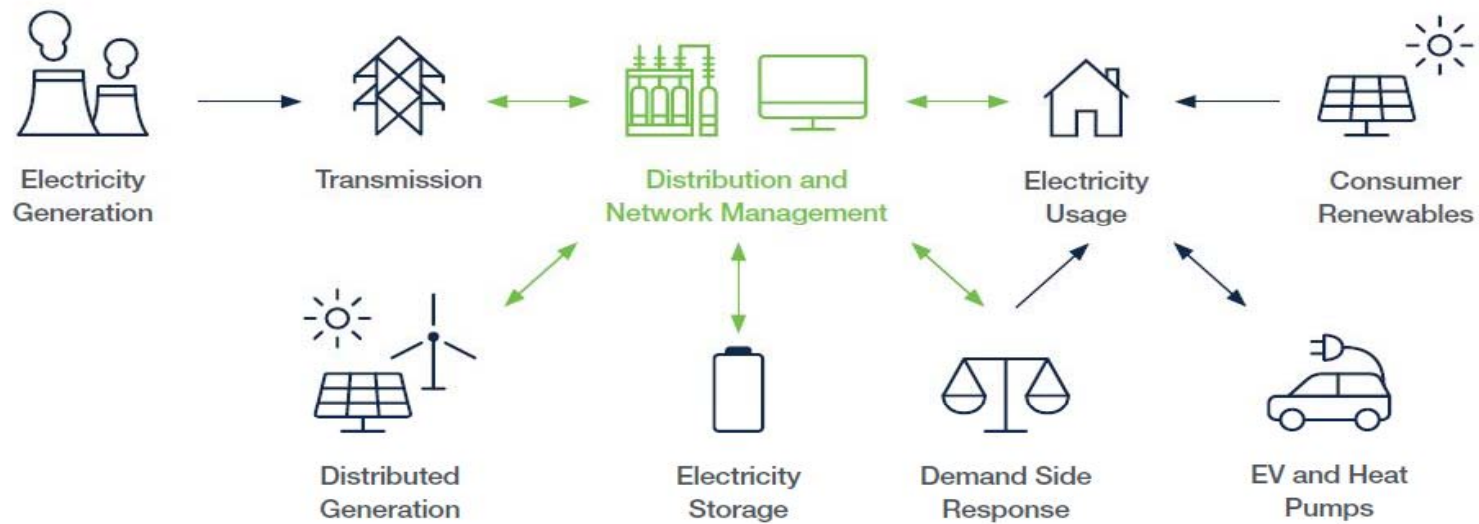 Electricity
Generation
Transmission
Distribution and
Network Management
Electricity
Usage
Consumer
Renewables
Distributed
Generation
Electricity
Storage
Demand Side
Response
EV and Heat
Pumps